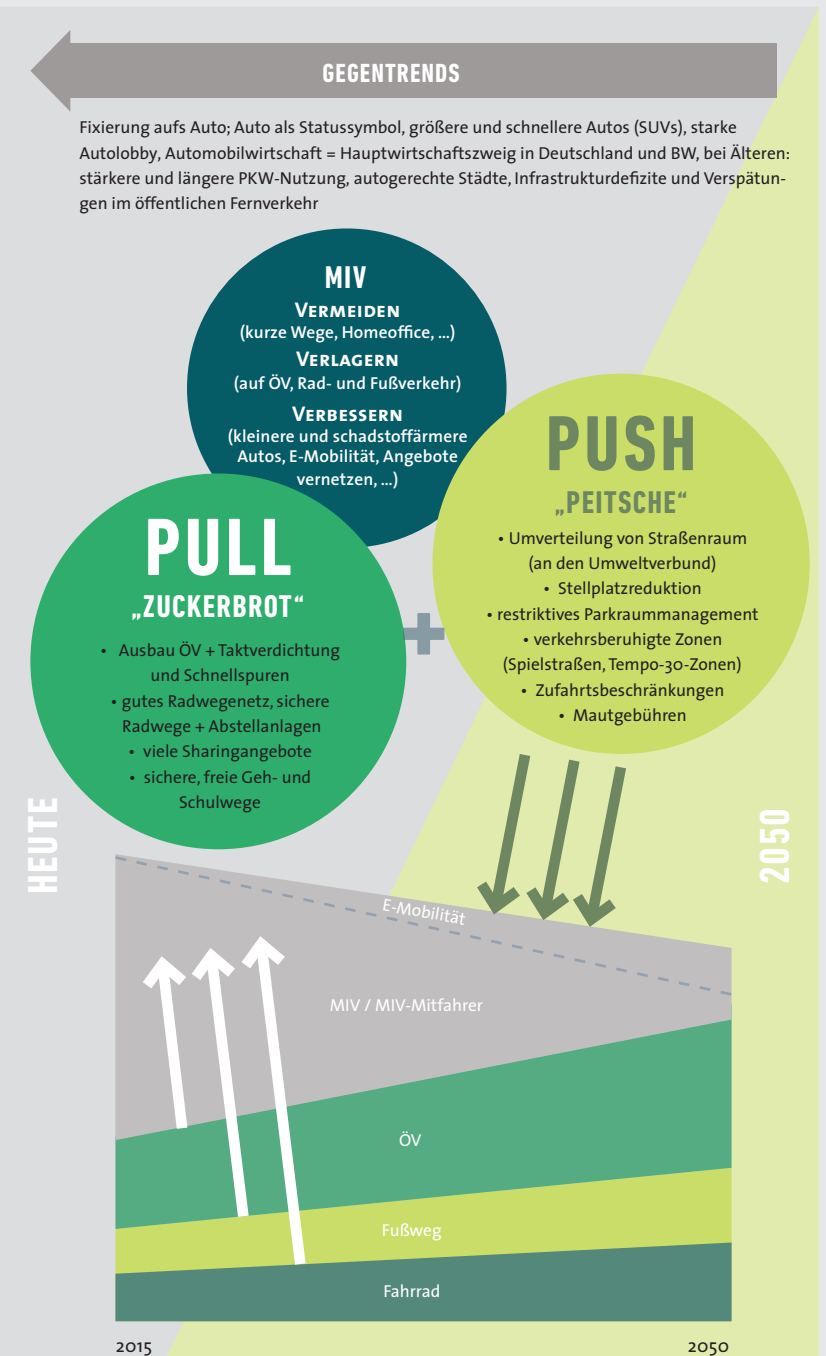 GEGENTRENDS
Fixierung aufs Auto; Auto als Statussymbol, größere und schnellere Autos (SUVs), starke
Autolobby, Automobilwirtschaft = Hauptwirtschaftszweig in Deutschland und BW, bei Älteren:
stärkere und längere PKW-Nutzung, autogerechte Städte, Infrastrukturdefizite und Verspätun-
gen im öffentlichen Fernverkehr
MIV
VERMEIDEN
(kurze Wege, Homeoffice, ...)
VERLAGERN
(auf ÖV, Rad- und Fußverkehr)
VERBESSERN
(kleinere und schadstoffärmere
Autos, E-Mobilität, Angebote
vernetzen, ...)
PUSH
„PEITSCHE“
• Umverteilung von Straßenraum
(an den Umweltverbund)
• Stellplatzreduktion
• restriktives Parkraummanagement
• verkehrsberuhigte Zonen
(Spielstraßen, Tempo-30-Zonen)
• Zufahrtsbeschränkungen
• Mautgebühren
PULL
„ZUCKERBROT“
• Ausbau ÖV + Taktverdichtung
und Schnellspuren
• gutes Radwegenetz, sichere
Radwege + Abstellanlagen
• viele Sharingangebote
• sichere, freie Geh- und
Schulwege
+
HEUTE
2050
E-Mobilität
MIV / MIV-Mitfahrer
ÖV
Fußweg
Fahrrad
2015
2050